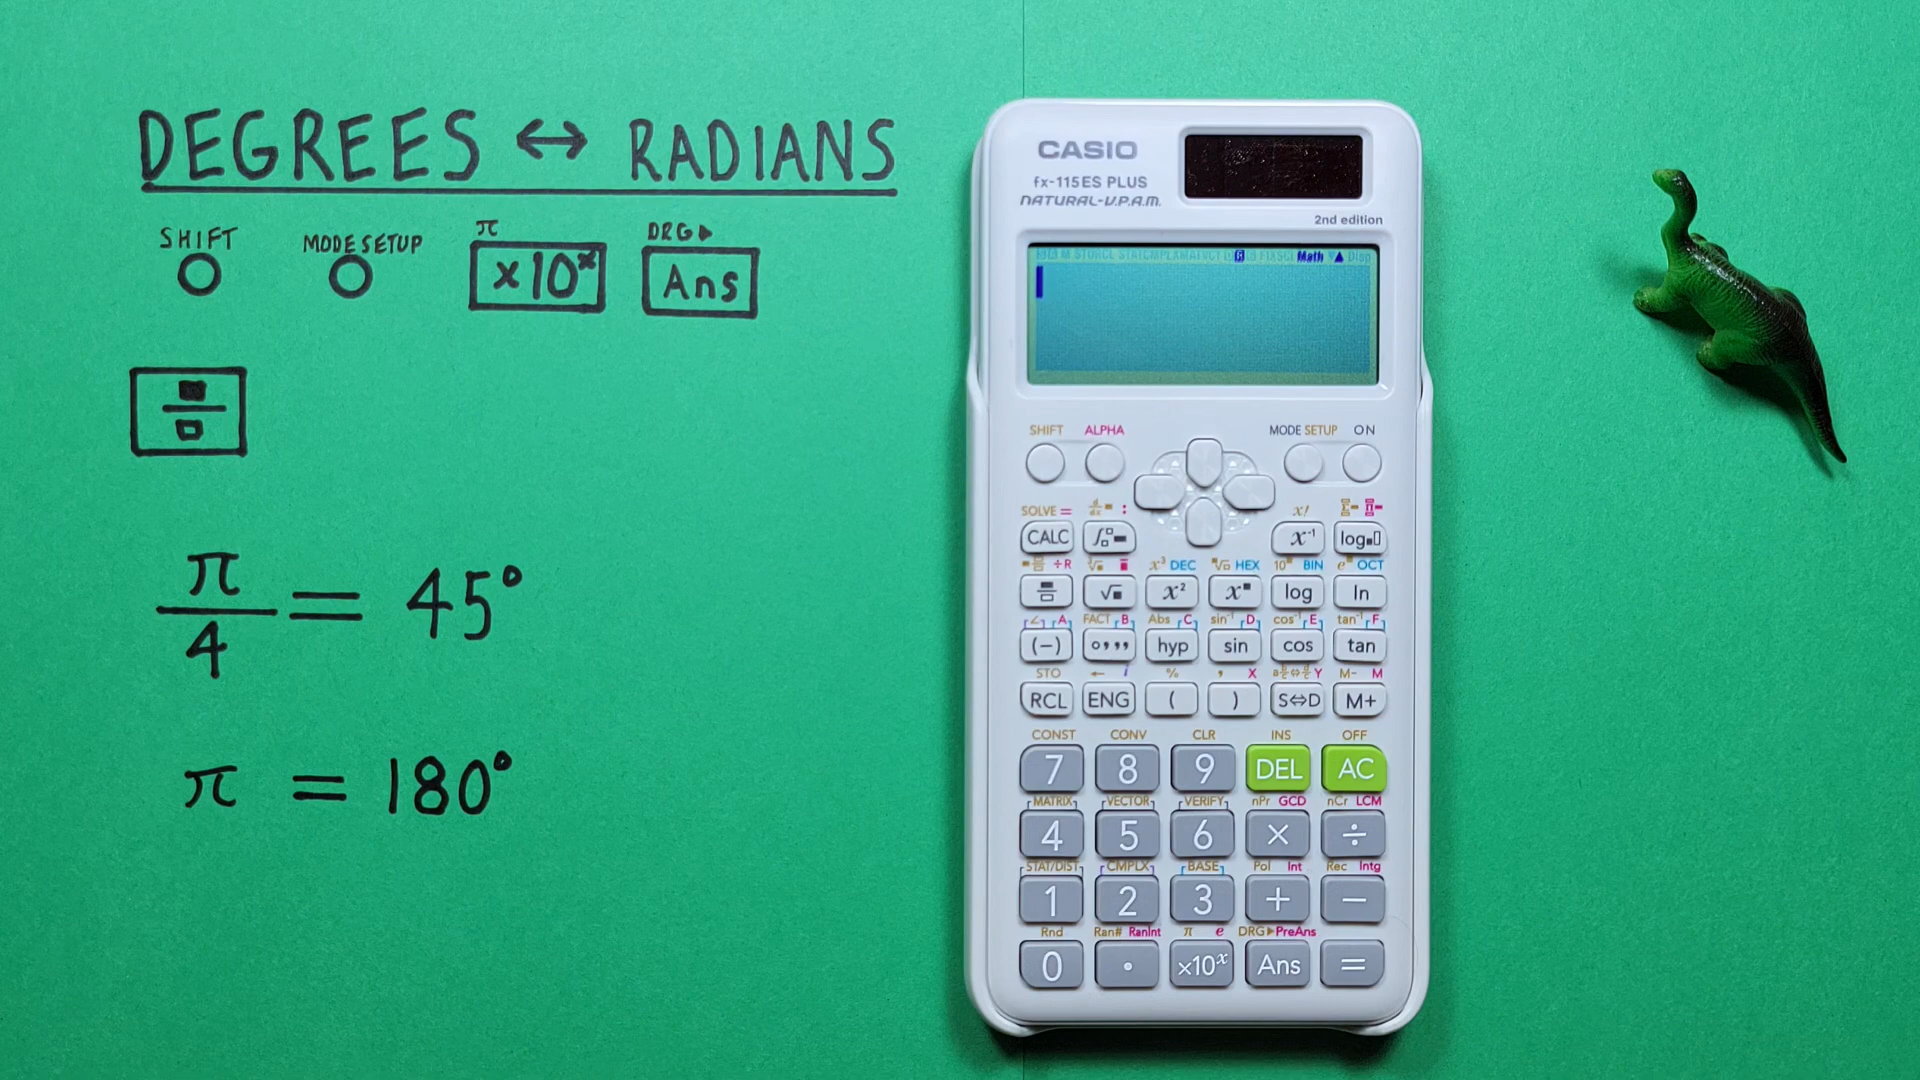 DEGREES ↔ RADIANS
SHIFT
MODE SETUP
π
×10ˣ
DRG▶
Ans
π/4 = 45°
π = 180°
CASIO
fx-115ES PLUS
NATURAL-V.P.A.M.
2nd edition
Math ▲
SHIFT ALPHA MODE SETUP ON
SOLVE = d/dx :  x! 
CALC x⁻¹ log
÷R x³ DEC HEX 10 BIN e OCT
√ x² x log ln
∠ A FACT B Abs C sin⁻¹ D cos⁻¹ E tan⁻¹ F
(−) hyp sin cos tan
STO ← i % , X a b/c⇔d/c Y M− M
RCL ENG ( ) S⇔D M+
CONST CONV CLR INS OFF
7 8 9 DEL AC
MATRIX VECTOR VERIFY nPr GCD nCr LCM
4 5 6 × ÷
STAT/DIST CMPLX BASE Pol Int Rec Intg
1 2 3 + −
Rnd Ran# RanInt π e DRG▶ PreAns
0 . ×10ˣ Ans =